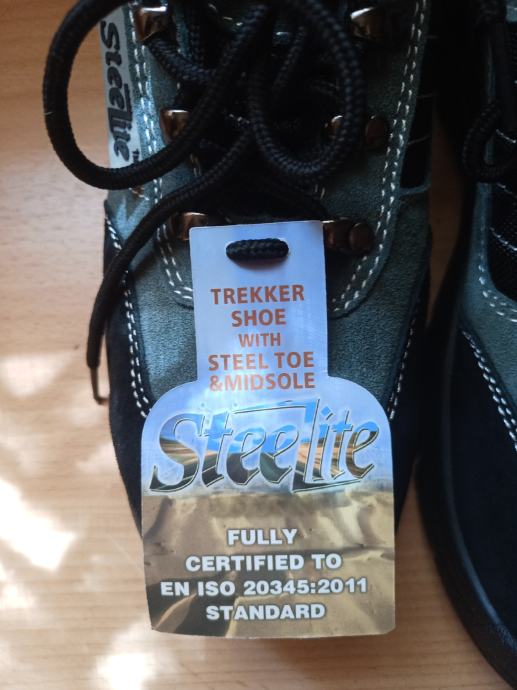 Steelite
TREKKER
SHOE
WITH
STEEL TOE
&MIDSOLE
SteeLite
FULLY
CERTIFIED TO
EN ISO 20345:2011
STANDARD